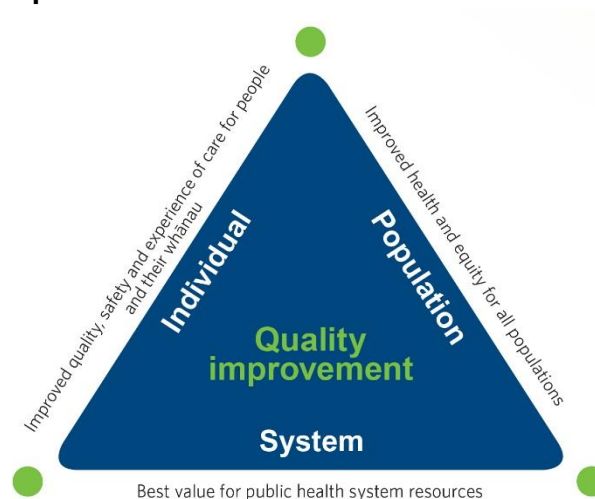 Improved quality, safety and experience of care for people
and their whānau
Individual
Improved health and equity for all populations
Population
Quality
improvement
System
Best value for public health system resources